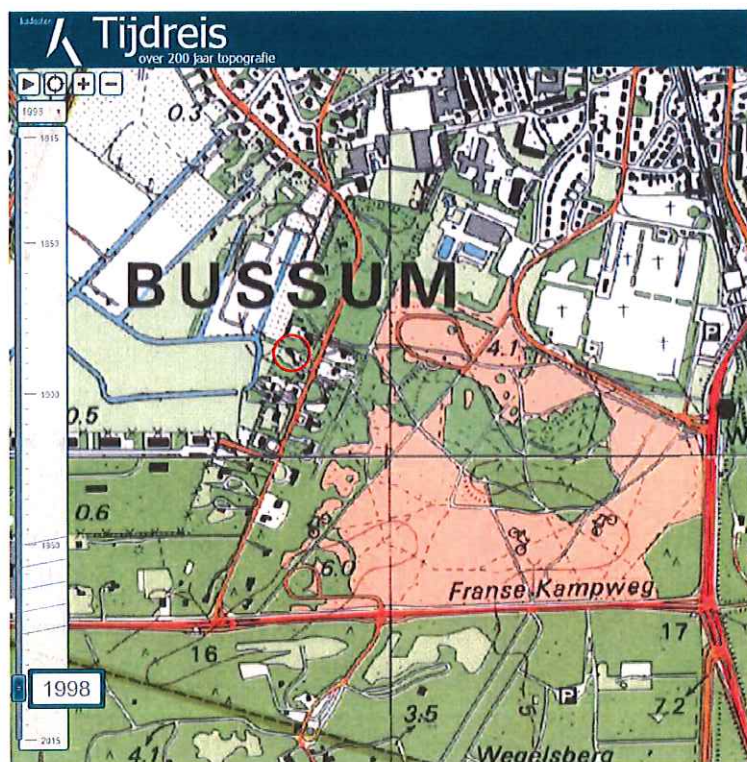 kadaster
Tijdreis
over 200 jaar topografie
1998
1815
0.3
1850
BUSSUM
4.1
P
1900
0.5
W
0.6
1950
6.0
Franse Kampweg
16
17
1998
P
7.2
3.5
2015
4.1
Wegelsberg